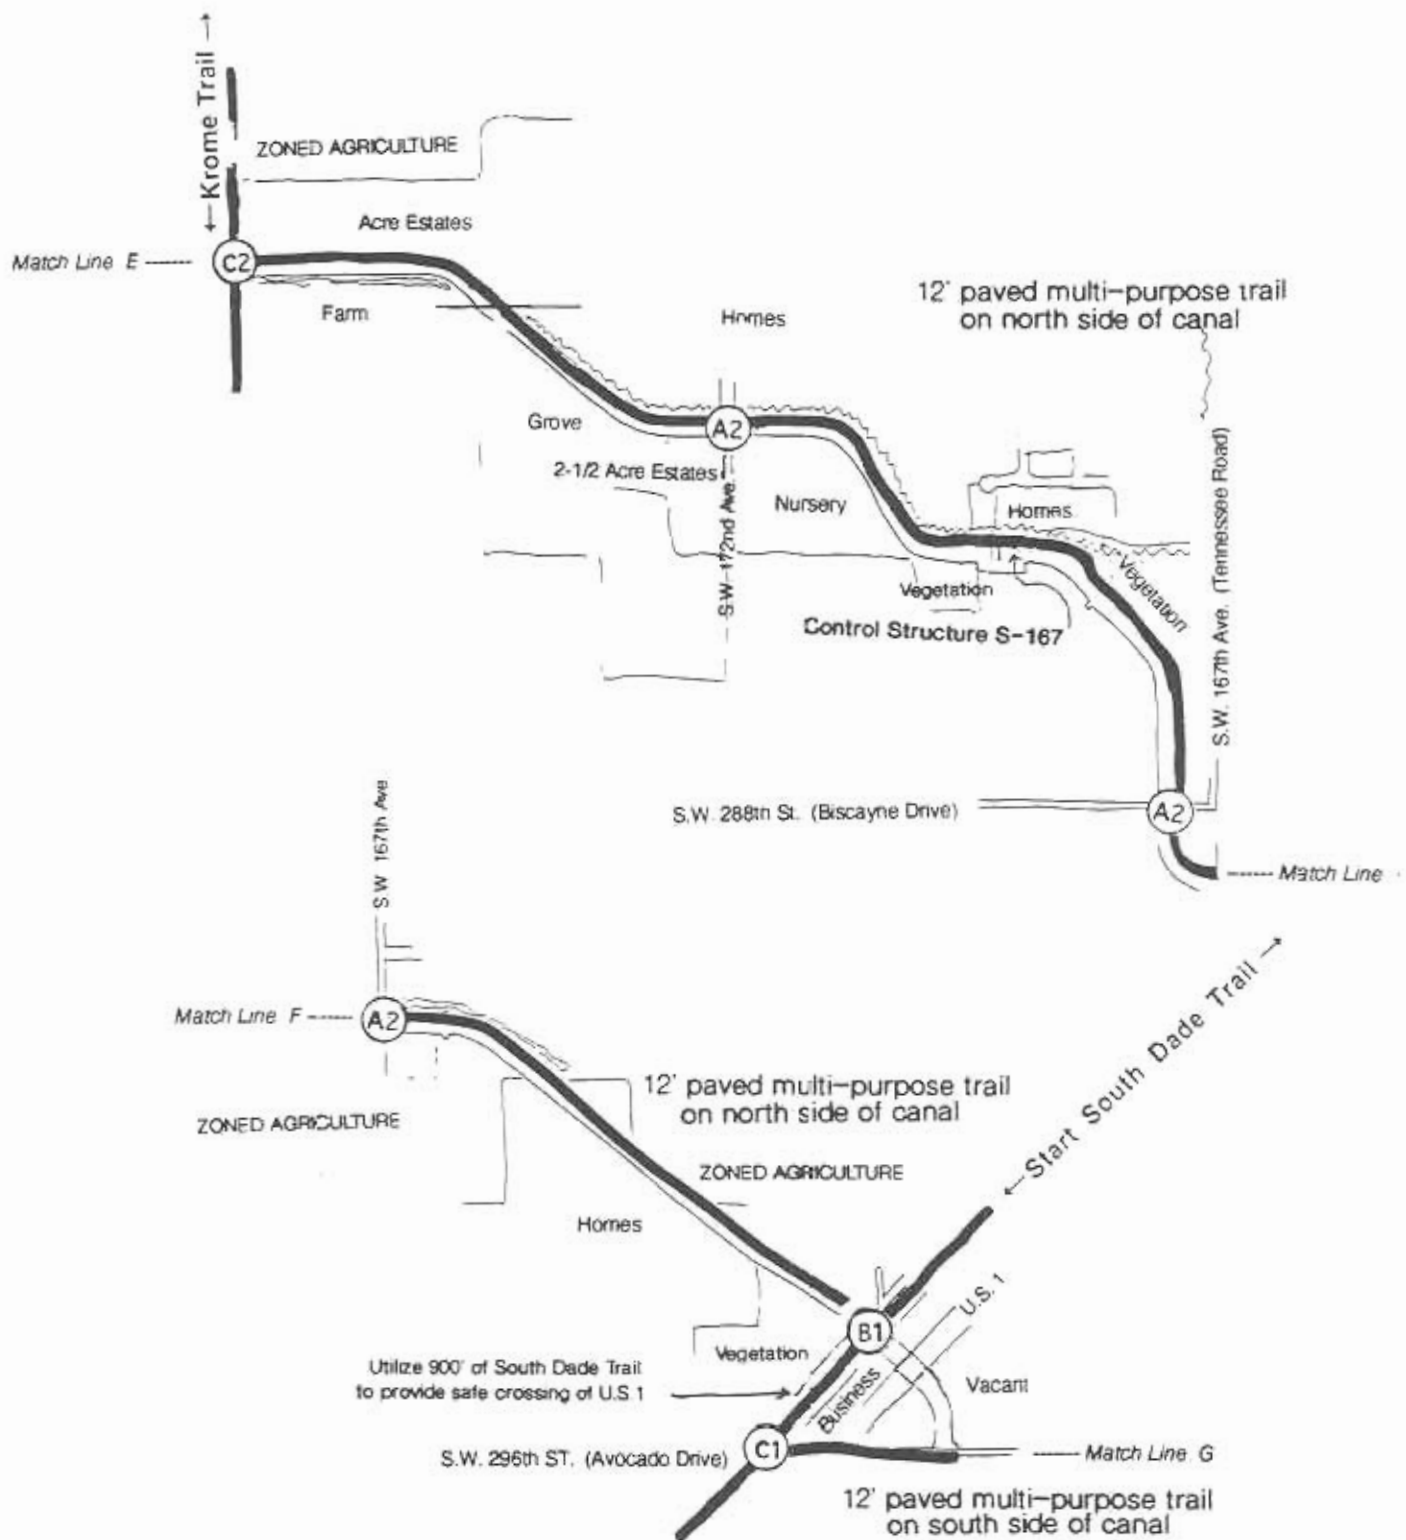 Krome Trail
ZONED AGRICULTURE
Acre Estates
Match Line E
C2
Farm
Homes
12' paved multi-purpose trail
on north side of canal
Grove
A2
2-1/2 Acre Estates
S.W. 172nd Ave.
Nursery
Homes
Vegetation
Vegetation
Control Structure S-167
S.W. 167th Ave. (Tennessee Road)
S.W. 288th St. (Biscayne Drive)
A2
Match Line
S.W 167th Ave
Match Line F
A2
ZONED AGRICULTURE
12' paved multi-purpose trail
on north side of canal
Start South Dade Trail
ZONED AGRICULTURE
Homes
U.S. 1
B1
Vegetation
Business
Vacant
Utilize 900' of South Dade Trail
to provide safe crossing of U.S 1
S.W. 296th ST. (Avocado Drive)
C1
Match Line G
12' paved multi-purpose trail
on south side of canal